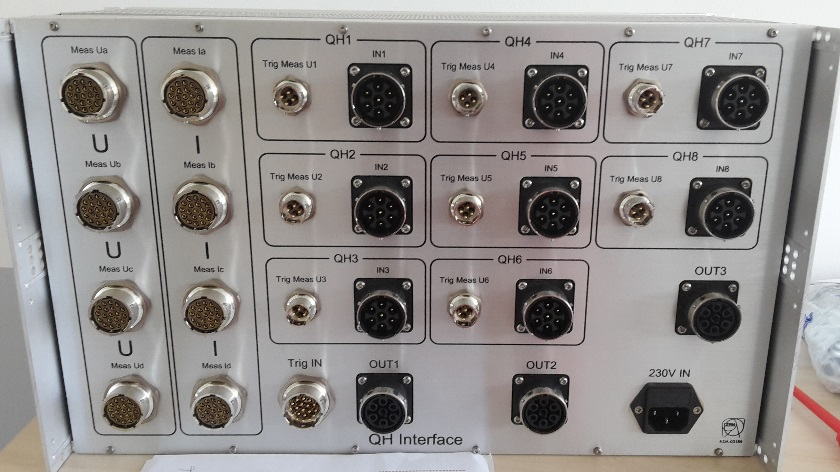 Meas Ua
Meas Ia
QH1
Trig Meas U1
IN1
QH4
Trig Meas U4
IN4
QH7
Trig Meas U7
IN7
U
I
Meas Ub
Meas Ib
QH2
Trig Meas U2
IN2
QH5
Trig Meas U5
IN5
QH8
Trig Meas U8
IN8
U
I
Meas Uc
Meas Ic
QH3
Trig Meas U3
IN3
QH6
Trig Meas U6
IN6
OUT3
U
I
Meas Ud
Meas Id
Trig IN
OUT1
OUT2
230V IN
QH Interface